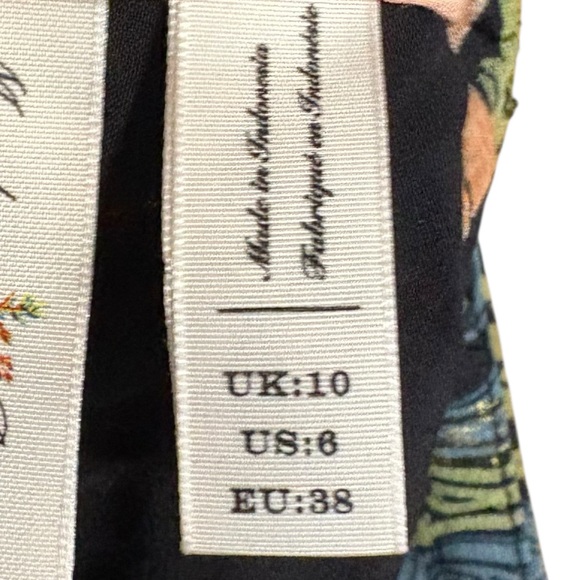 Made in Indonesia
Fabriqué en Indonésie
UK:10
US:6
EU:38